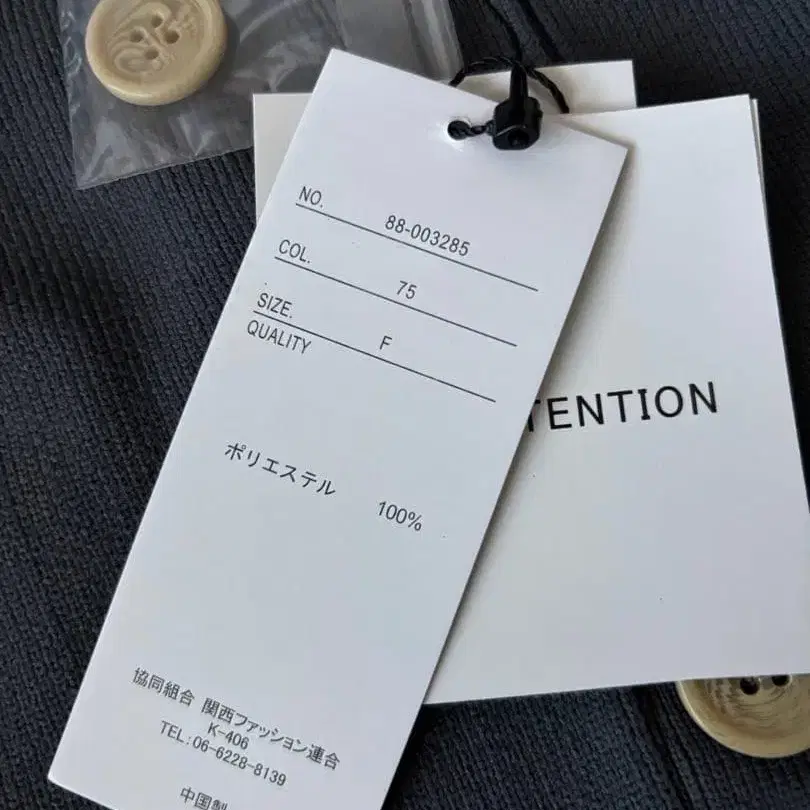 NO. 88-003285
COL. 75
SIZE. F
QUALITY
ポリエステル 100%
協同組合 関西ファッション連合
K-406
TEL:06-6228-8139
中国製
TENTION